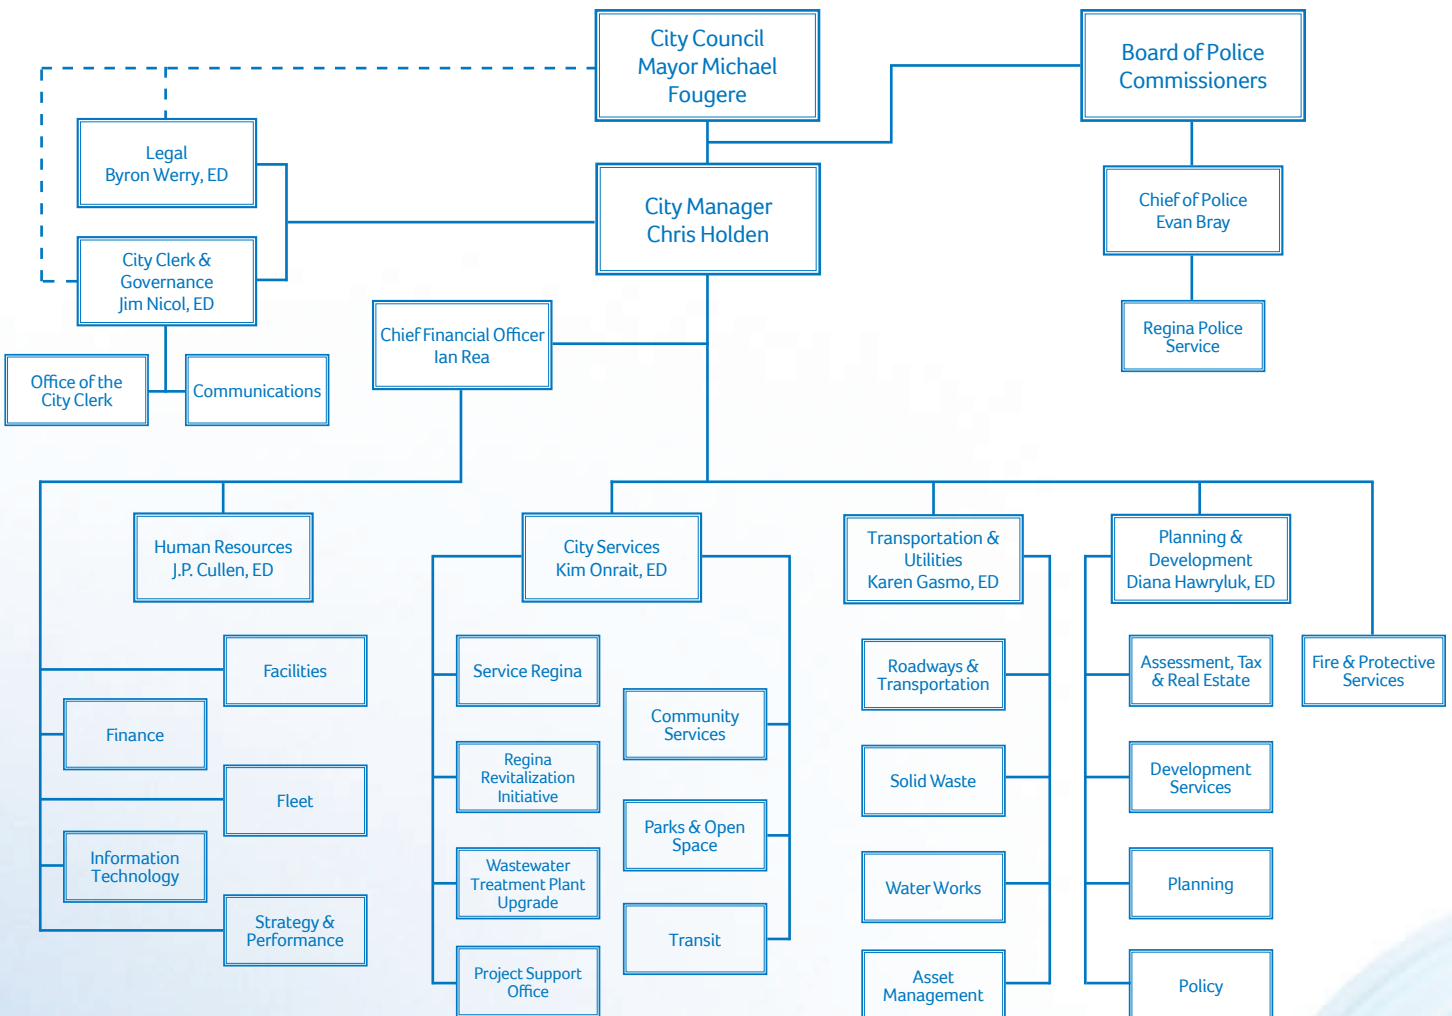 City Council
Mayor Michael
Fougere
Board of Police
Commissioners
Legal
Byron Werry, ED
City Manager
Chris Holden
Chief of Police
Evan Bray
City Clerk &
Governance
Jim Nicol, ED
Chief Financial Officer
Ian Rea
Regina Police
Service
Office of the
City Clerk
Communications
Human Resources
J.P. Cullen, ED
City Services
Kim Onrait, ED
Transportation &
Utilities
Karen Gasmo, ED
Planning &
Development
Diana Hawryluk, ED
Facilities
Finance
Fleet
Information
Technology
Strategy &
Performance
Service Regina
Regina
Revitalization
Initiative
Wastewater
Treatment Plant
Upgrade
Project Support
Office
Community
Services
Parks & Open
Space
Transit
Roadways &
Transportation
Solid Waste
Water Works
Asset
Management
Assessment, Tax
& Real Estate
Development
Services
Planning
Policy
Fire & Protective
Services